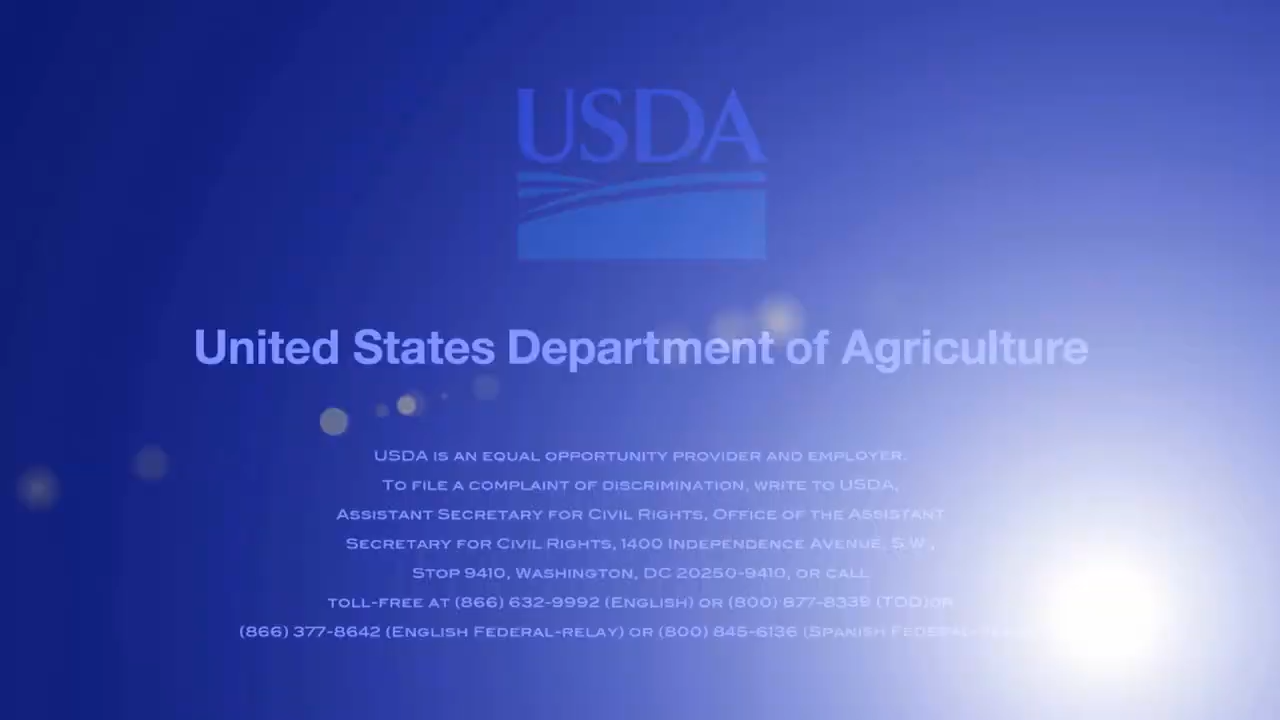 USDA
United States Department of Agriculture
USDA is an equal opportunity provider and employer.
To file a complaint of discrimination, write to USDA,
Assistant Secretary for Civil Rights, Office of the Assistant
Secretary for Civil Rights, 1400 Independence Avenue, S.W.,
Stop 9410, Washington, DC 20250-9410, or call
toll-free at (866) 632-9992 (English) or (800) 877-8339 (TDD) or
(866) 377-8642 (English Federal-relay) or (800) 845-6136 (Spanish